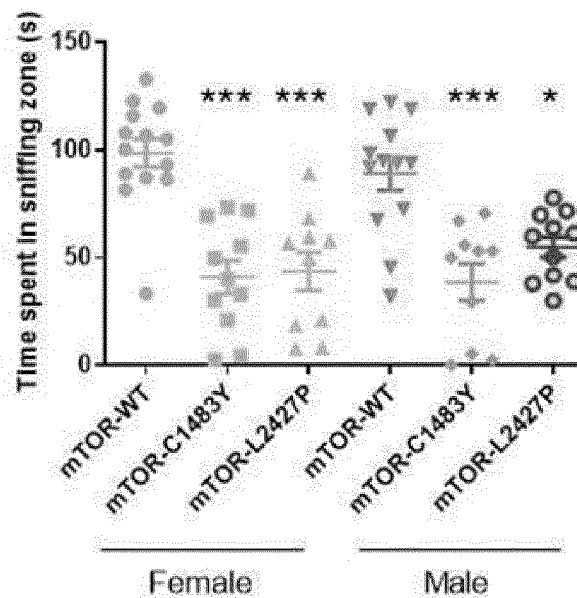 Time spent in sniffing zone (s)
150
100
50
0
*** *** *** *
mTOR-WT
mTOR-C1483Y
mTOR-L2427P
mTOR-WT
mTOR-C1483Y
mTOR-L2427P
Female Male